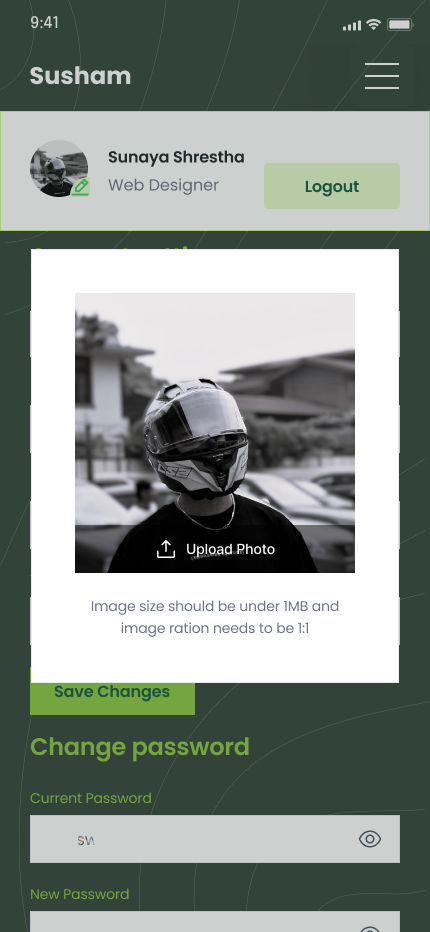 9:41
Susham
Sunaya Shrestha
Web Designer
Logout
Upload Photo
Image size should be under 1MB and
image ration needs to be 1:1
Save Changes
Change password
Current Password
New Password